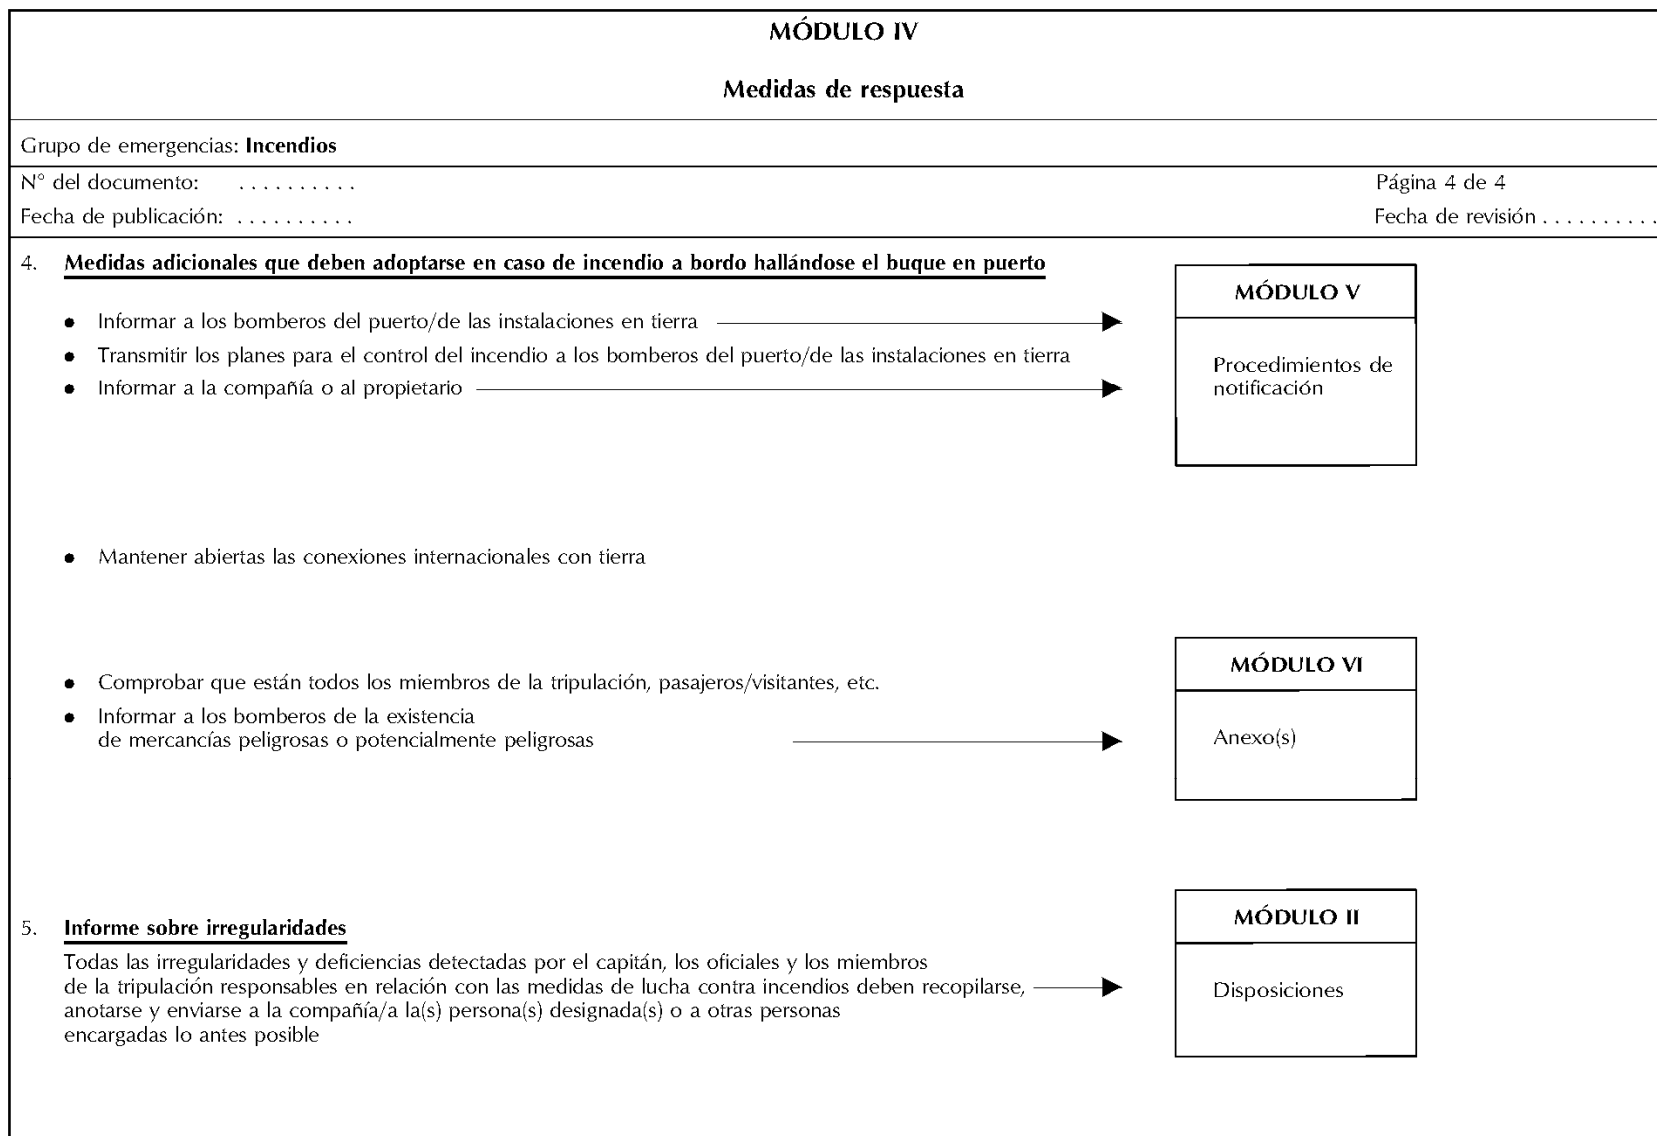 MÓDULO IV
Medidas de respuesta
Grupo de emergencias: Incendios
N° del documento: . . . . . . . . . .
Página 4 de 4
Fecha de publicación: . . . . . . . . . .
Fecha de revisión . . . . . . . . . .
4. Medidas adicionales que deben adoptarse en caso de incendio a bordo hallándose el buque en puerto
MÓDULO V
• Informar a los bomberos del puerto/de las instalaciones en tierra
• Transmitir los planes para el control del incendio a los bomberos del puerto/de las instalaciones en tierra
Procedimientos de
notificación
• Informar a la compañía o al propietario
• Mantener abiertas las conexiones internacionales con tierra
MÓDULO VI
• Comprobar que están todos los miembros de la tripulación, pasajeros/visitantes, etc.
• Informar a los bomberos de la existencia
de mercancías peligrosas o potencialmente peligrosas
Anexo(s)
MÓDULO II
5. Informe sobre irregularidades
Todas las irregularidades y deficiencias detectadas por el capitán, los oficiales y los miembros
de la tripulación responsables en relación con las medidas de lucha contra incendios deben recopilarse,
anotarse y enviarse a la compañía/a la(s) persona(s) designada(s) o a otras personas
encargadas lo antes posible
Disposiciones